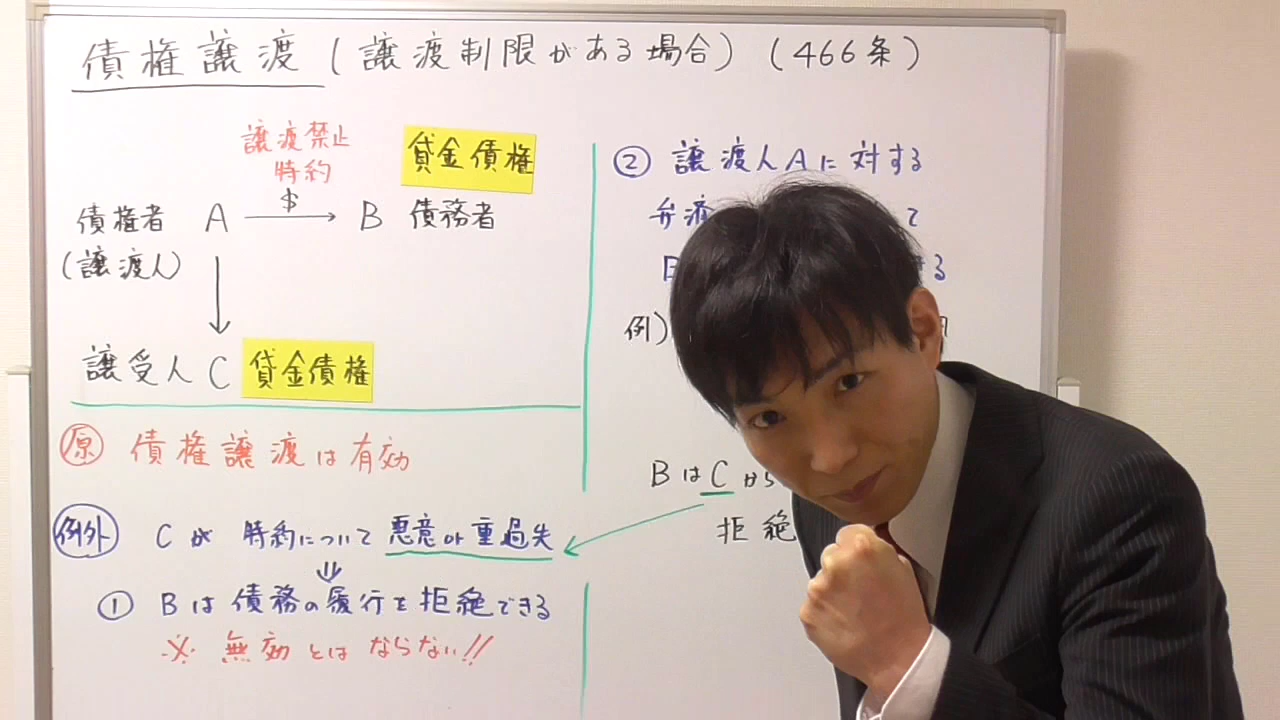 債権譲渡(譲渡制限がある場合)(466条)
譲渡禁止
特約
貸金債権
$
債権者 A → B 債務者
(譲渡人)
↓
譲受人 C 貸金債権
原 債権譲渡は有効
例外 Cが 特約について悪意or重過失
⇓
① Bは債務の履行を拒絶できる
※ 無効とはならない!!
② 譲渡人Aに対する
弁済 て
B きる
例)
BはCから
拒絶